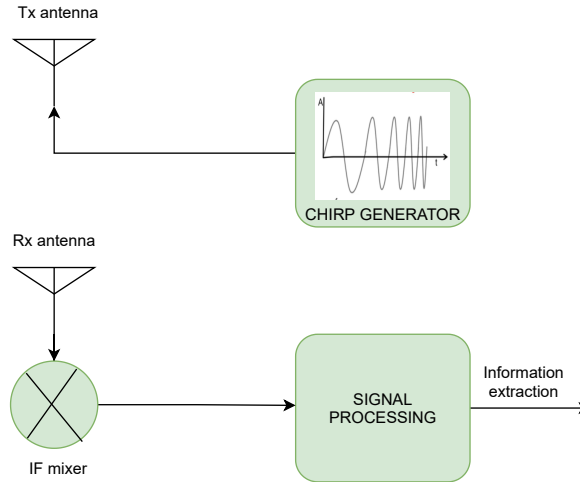 Tx antenna
A
t
CHIRP GENERATOR
Rx antenna
IF mixer
SIGNAL
PROCESSING
Information
extraction